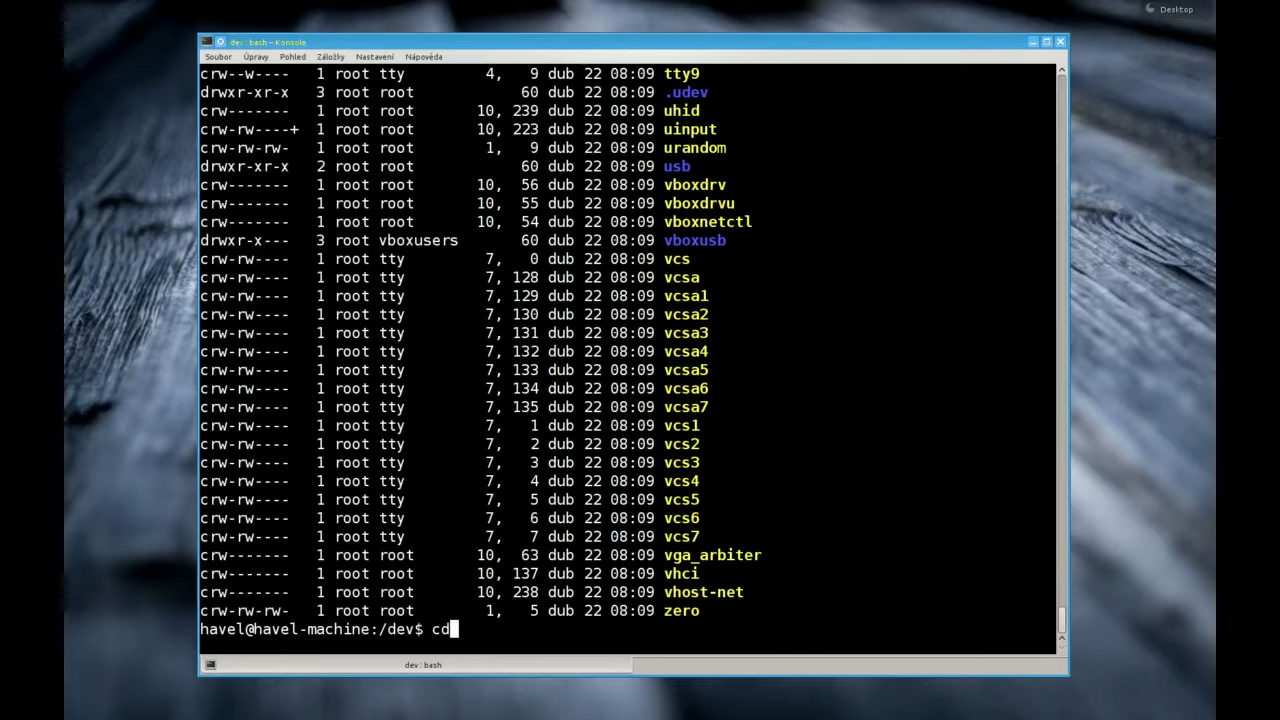 Desktop
dev : bash – Konsole
Soubor Úpravy Pohled Záložky Nastavení Nápověda
crw--w---- 1 root tty 4, 9 dub 22 08:09 tty9
drwxr-xr-x 3 root root 60 dub 22 08:09 .udev
crw------- 1 root root 10, 239 dub 22 08:09 uhid
crw-rw----+ 1 root root 10, 223 dub 22 08:09 uinput
crw-rw-rw- 1 root root 1, 9 dub 22 08:09 urandom
drwxr-xr-x 2 root root 60 dub 22 08:09 usb
crw------- 1 root root 10, 56 dub 22 08:09 vboxdrv
crw------- 1 root root 10, 55 dub 22 08:09 vboxdrvu
crw------- 1 root root 10, 54 dub 22 08:09 vboxnetctl
drwxr-x--- 3 root vboxusers 60 dub 22 08:09 vboxusb
crw-rw---- 1 root tty 7, 0 dub 22 08:09 vcs
crw-rw---- 1 root tty 7, 128 dub 22 08:09 vcsa
crw-rw---- 1 root tty 7, 129 dub 22 08:09 vcsa1
crw-rw---- 1 root tty 7, 130 dub 22 08:09 vcsa2
crw-rw---- 1 root tty 7, 131 dub 22 08:09 vcsa3
crw-rw---- 1 root tty 7, 132 dub 22 08:09 vcsa4
crw-rw---- 1 root tty 7, 133 dub 22 08:09 vcsa5
crw-rw---- 1 root tty 7, 134 dub 22 08:09 vcsa6
crw-rw---- 1 root tty 7, 135 dub 22 08:09 vcsa7
crw-rw---- 1 root tty 7, 1 dub 22 08:09 vcs1
crw-rw---- 1 root tty 7, 2 dub 22 08:09 vcs2
crw-rw---- 1 root tty 7, 3 dub 22 08:09 vcs3
crw-rw---- 1 root tty 7, 4 dub 22 08:09 vcs4
crw-rw---- 1 root tty 7, 5 dub 22 08:09 vcs5
crw-rw---- 1 root tty 7, 6 dub 22 08:09 vcs6
crw-rw---- 1 root tty 7, 7 dub 22 08:09 vcs7
crw------- 1 root root 10, 63 dub 22 08:09 vga_arbiter
crw------- 1 root root 10, 137 dub 22 08:09 vhci
crw------- 1 root root 10, 238 dub 22 08:09 vhost-net
crw-rw-rw- 1 root root 1, 5 dub 22 08:09 zero
havel@havel-machine:/dev$ cd
dev : bash